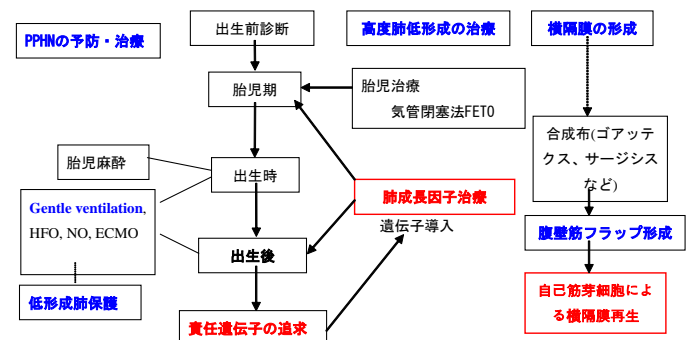 PPHNの予防・治療
出生前診断
高度肺低形成の治療
横隔膜の形成
胎児期
胎児治療
気管閉塞法FETO
胎児麻酔
出生時
合成布(ゴアッテ
クス、サージシス
など)
Gentle ventilation,
HFO, NO, ECMO
肺成長因子治療
遺伝子導入
出生後
腹壁筋フラップ形成
低形成肺保護
責任遺伝子の追求
自己筋芽細胞によ
る横隔膜再生